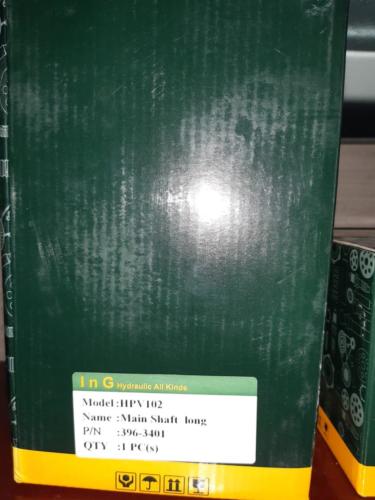 I n G Hydraulic All Kinds
Model :HPV102
Name :Main Shaft long
P/N :396-3401
QTY :1 PC(s)